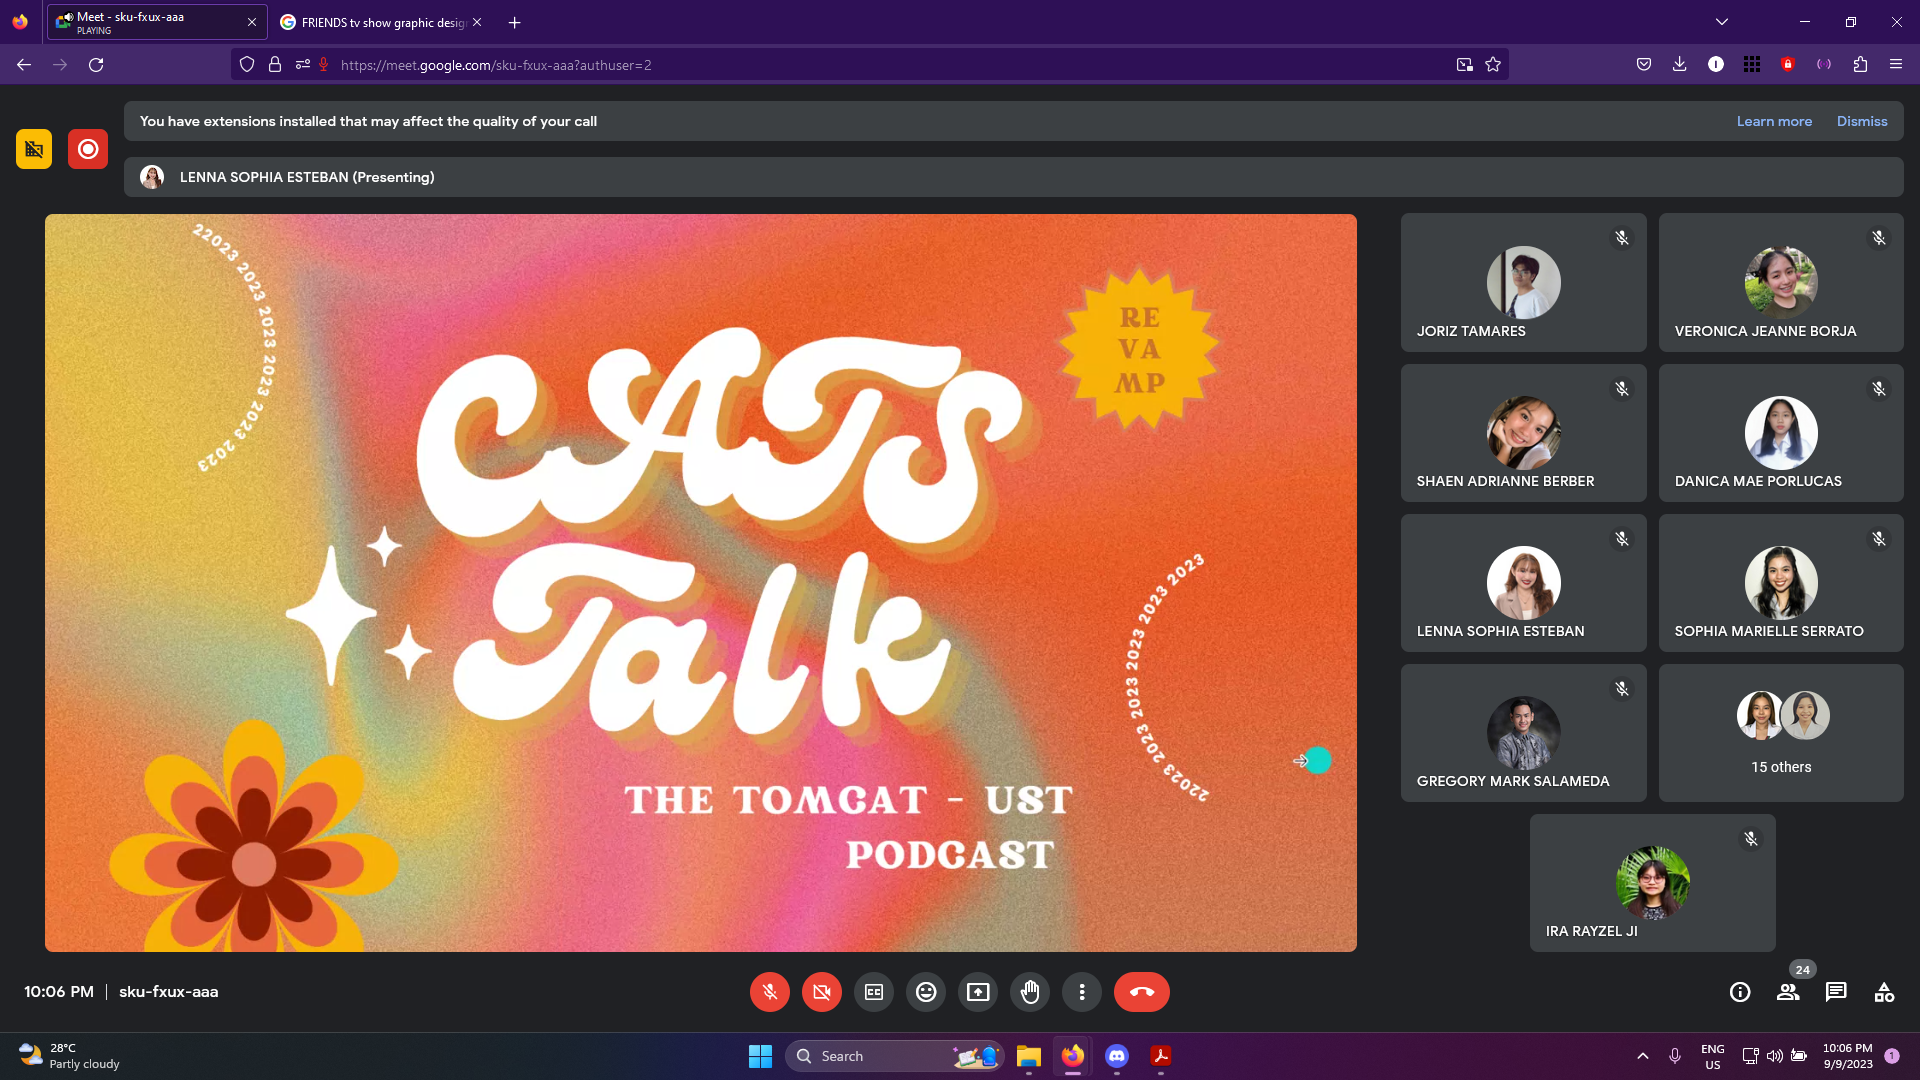 Meet - sku-fxux-aaa
PLAYING
FRIENDS tv show graphic desig
https://meet.google.com/sku-fxux-aaa?authuser=2
You have extensions installed that may affect the quality of your call
Learn more
Dismiss
LENNA SOPHIA ESTEBAN (Presenting)
22023 2023 2023 2023 2023 2023
RE
VA
MP
CATS
Talk
THE TOMCAT - UST
PODCAST
22023 2023 2023 2023 2023 2023
JORIZ TAMARES
VERONICA JEANNE BORJA
SHAEN ADRIANNE BERBER
DANICA MAE PORLUCAS
LENNA SOPHIA ESTEBAN
SOPHIA MARIELLE SERRATO
GREGORY MARK SALAMEDA
15 others
IRA RAYZEL JI
10:06 PM | sku-fxux-aaa
24
28°C
Partly cloudy
Search
ENG
US
10:06 PM
9/9/2023
1